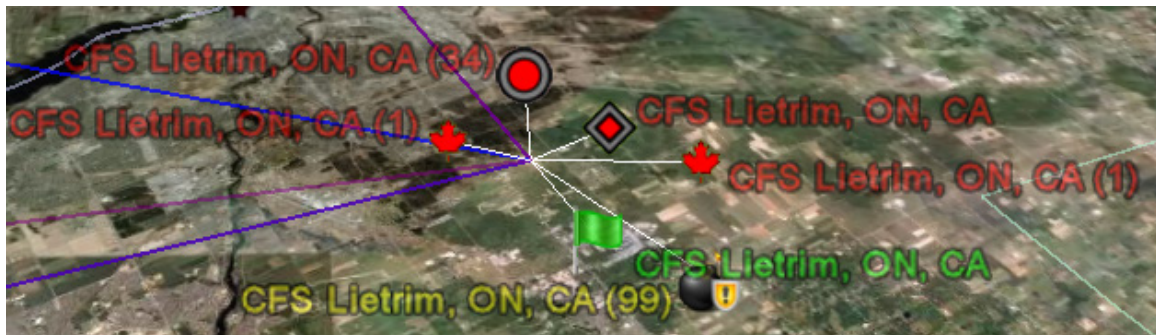 CFS Lietrim, ON, CA (34)
CFS Lietrim, ON, CA (1)
CFS Lietrim, ON, CA
CFS Lietrim, ON, CA (1)
CFS Lietrim, ON, CA
CFS Lietrim, ON, CA (99)